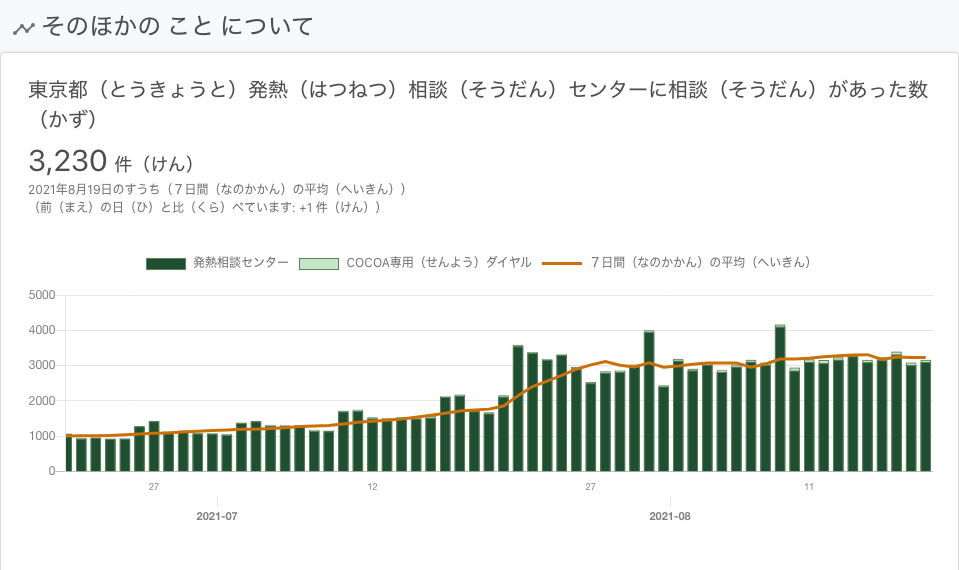 そのほかの こと について
東京都（とうきょうと）発熱（はつねつ）相談（そうだん）センターに相談（そうだん）があった数
（かず）
3,230 件（けん）
2021年8月19日のすうち（７日間（なのかかん）の平均（へいきん））
（前（まえ）の日（ひ）と比（くら）べています: +1 件（けん））
発熱相談センター COCOA専用（せんよう）ダイヤル ７日間（なのかかん）の平均（へいきん）
5000
4000
3000
2000
1000
0
27 12 27 11
2021-07 2021-08